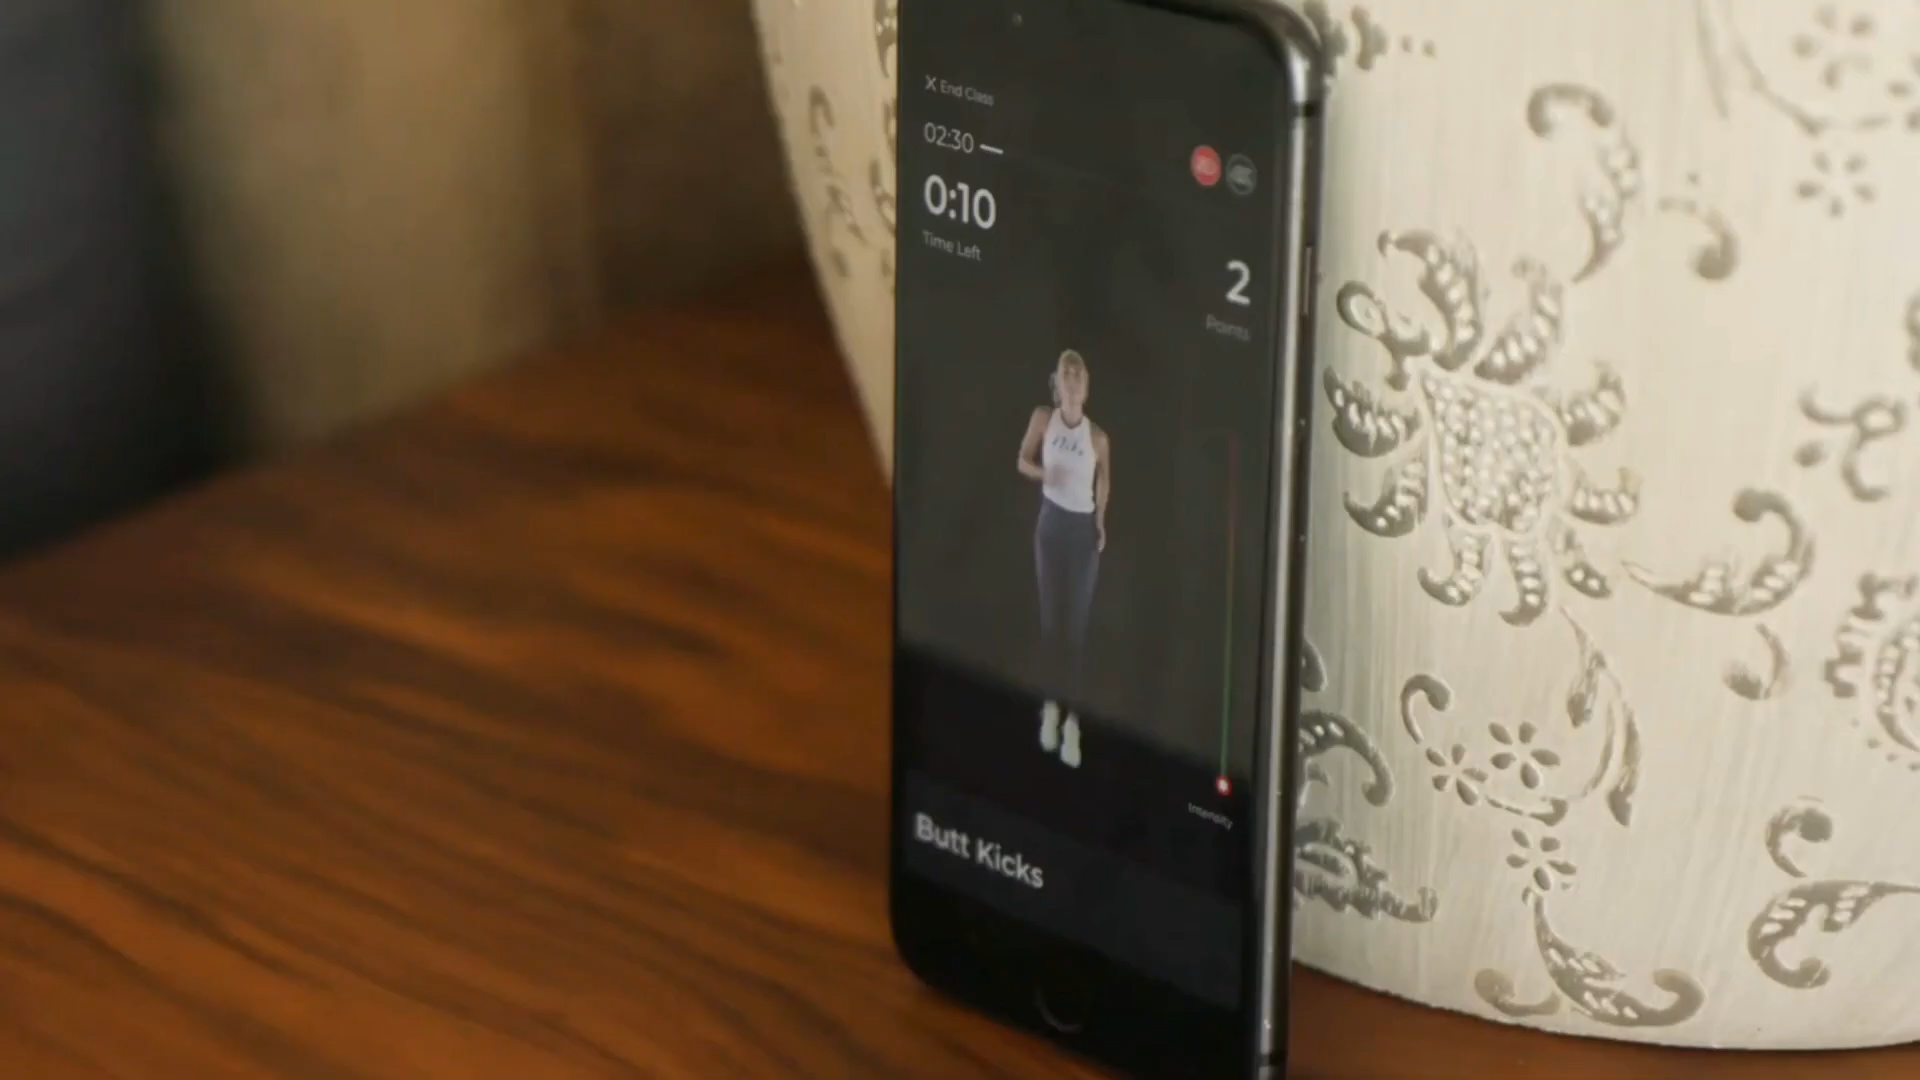 X End Class
02:30
0:10
Time Left
2
Points
Intensity
Butt Kicks